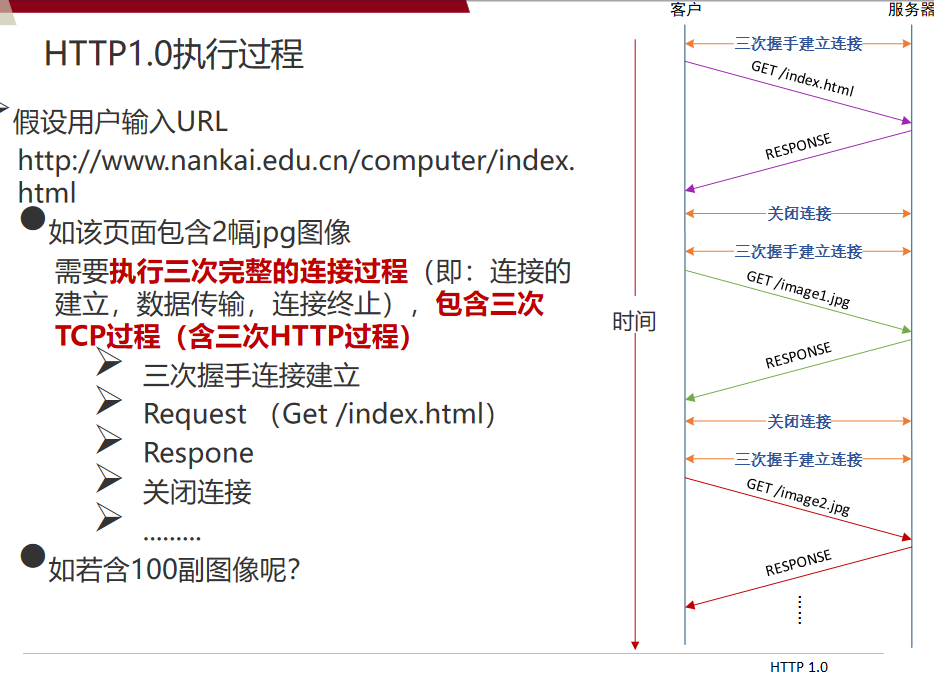 HTTP1.0执行过程
假设用户输入URL
http://www.nankai.edu.cn/computer/index.
html
如该页面包含2幅jpg图像
需要执行三次完整的连接过程（即：连接的
建立，数据传输，连接终止），包含三次
TCP过程（含三次HTTP过程）
三次握手连接建立
Request （Get /index.html）
Respone
关闭连接
.........
如若含100副图像呢？
时间
客户
服务器
三次握手建立连接
GET /index.html
RESPONSE
关闭连接
三次握手建立连接
GET /image1.jpg
RESPONSE
关闭连接
三次握手建立连接
GET /image2.jpg
RESPONSE
HTTP 1.0